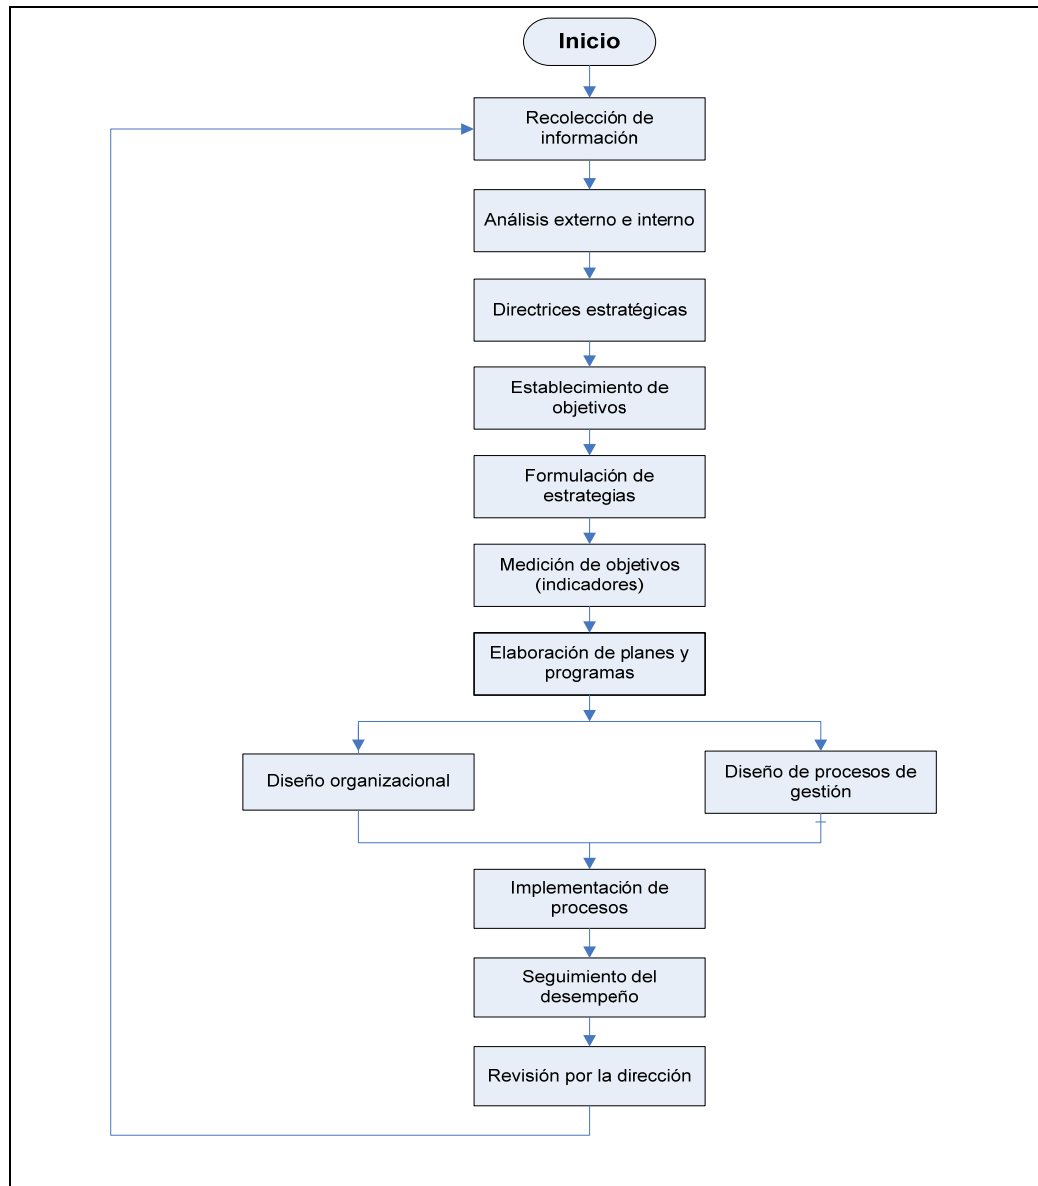 Inicio
Recolección de
información
Análisis externo e interno
Directrices estratégicas
Establecimiento de
objetivos
Formulación de
estrategias
Medición de objetivos
(indicadores)
Elaboración de planes y
programas
Diseño organizacional
Diseño de procesos de
gestión
Implementación de
procesos
Seguimiento del
desempeño
Revisión por la dirección